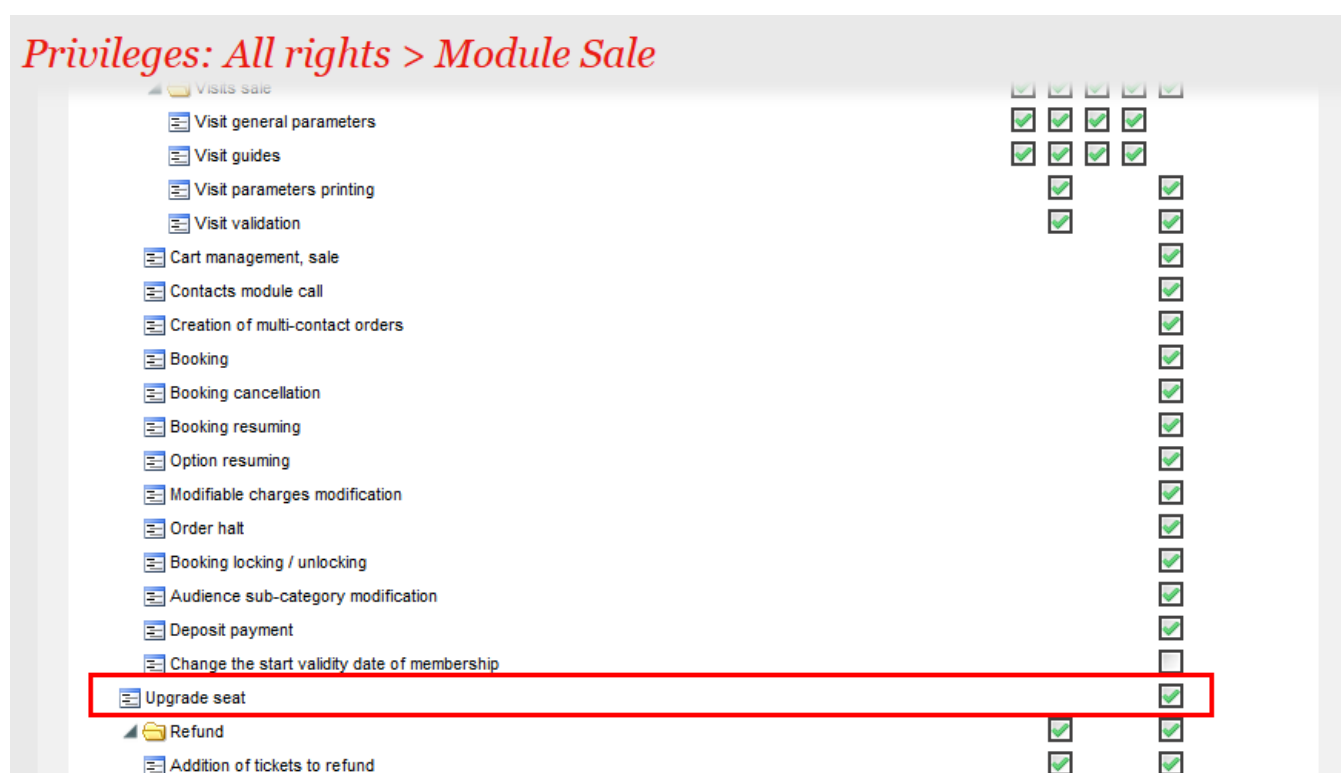 Privileges: All rights > Module Sale
Visits sale
Visit general parameters
Visit guides
Visit parameters printing
Visit validation
Cart management, sale
Contacts module call
Creation of multi-contact orders
Booking
Booking cancellation
Booking resuming
Option resuming
Modifiable charges modification
Order halt
Booking locking / unlocking
Audience sub-category modification
Deposit payment
Change the start validity date of membership
Upgrade seat
Refund
Addition of tickets to refund